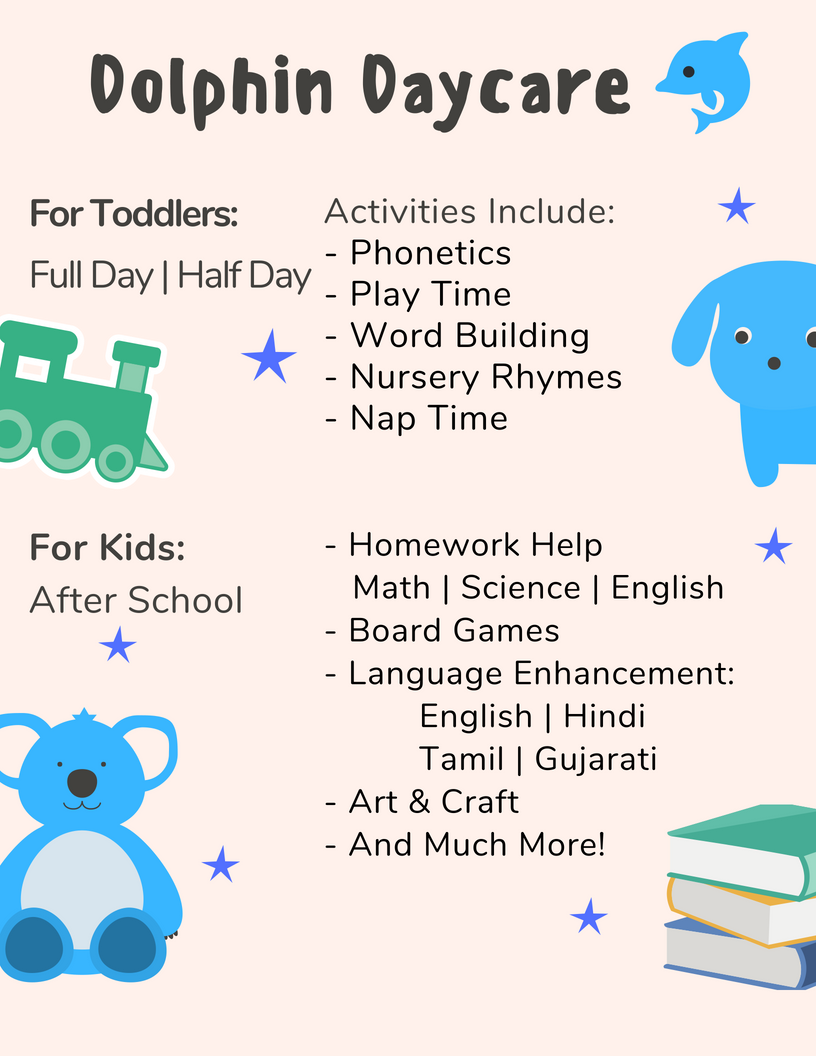 Dolphin Daycare
For Toddlers:
Full Day | Half Day
Activities Include:
- Phonetics
- Play Time
- Word Building
- Nursery Rhymes
- Nap Time
For Kids:
After School
- Homework Help
Math | Science | English
- Board Games
- Language Enhancement:
English | Hindi
Tamil | Gujarati
- Art & Craft
- And Much More!